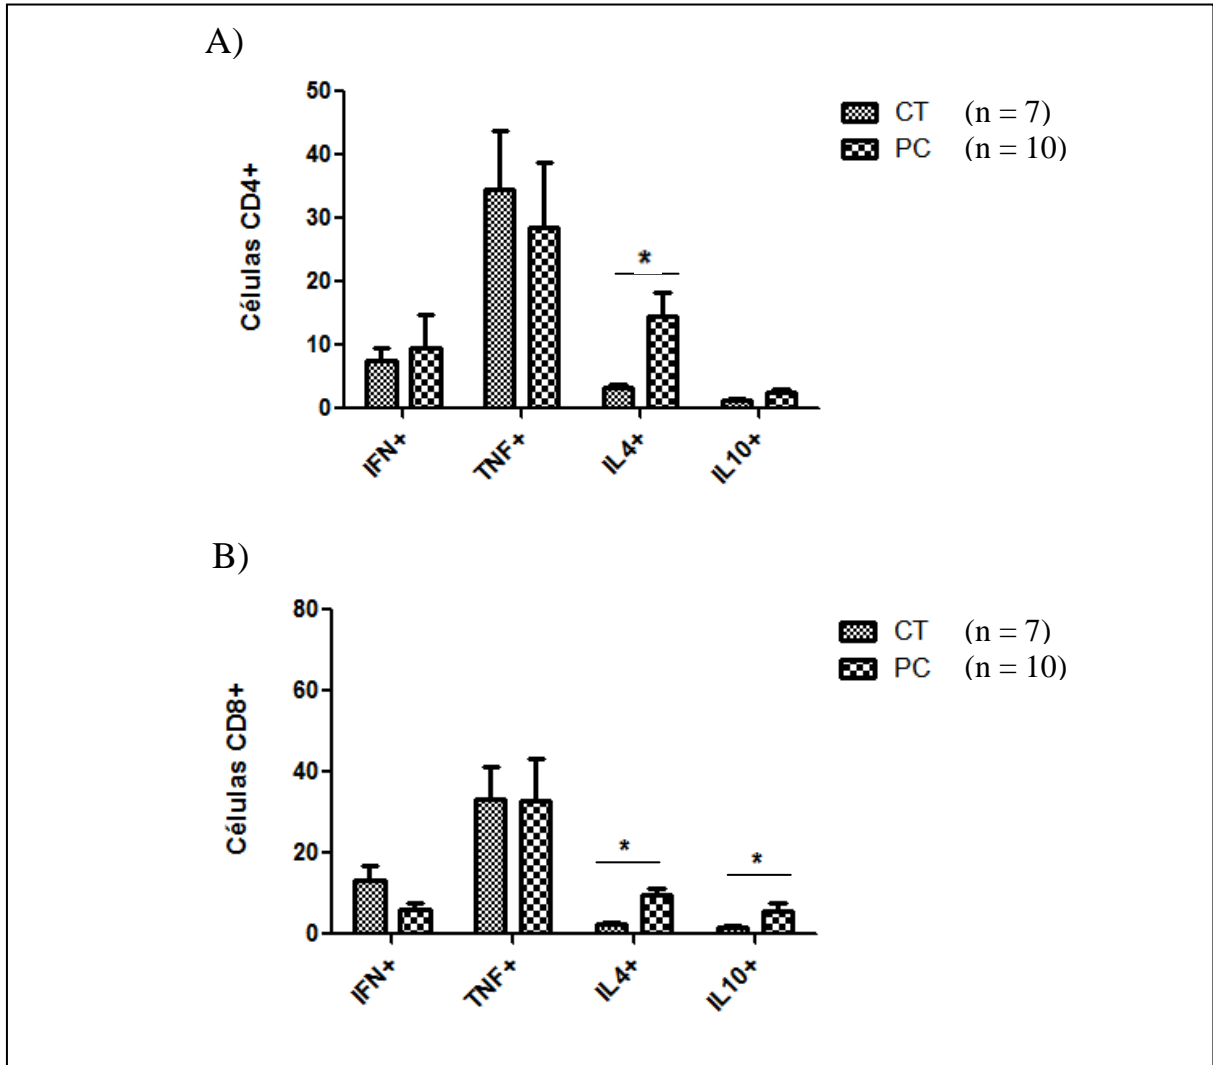 A)
50
40
30
20
10
0
Células CD4+
CT (n = 7)
PC (n = 10)
*
IFN+
TNF+
IL4+
IL10+
B)
80
60
40
20
0
Células CD8+
CT (n = 7)
PC (n = 10)
*
*
IFN+
TNF+
IL4+
IL10+